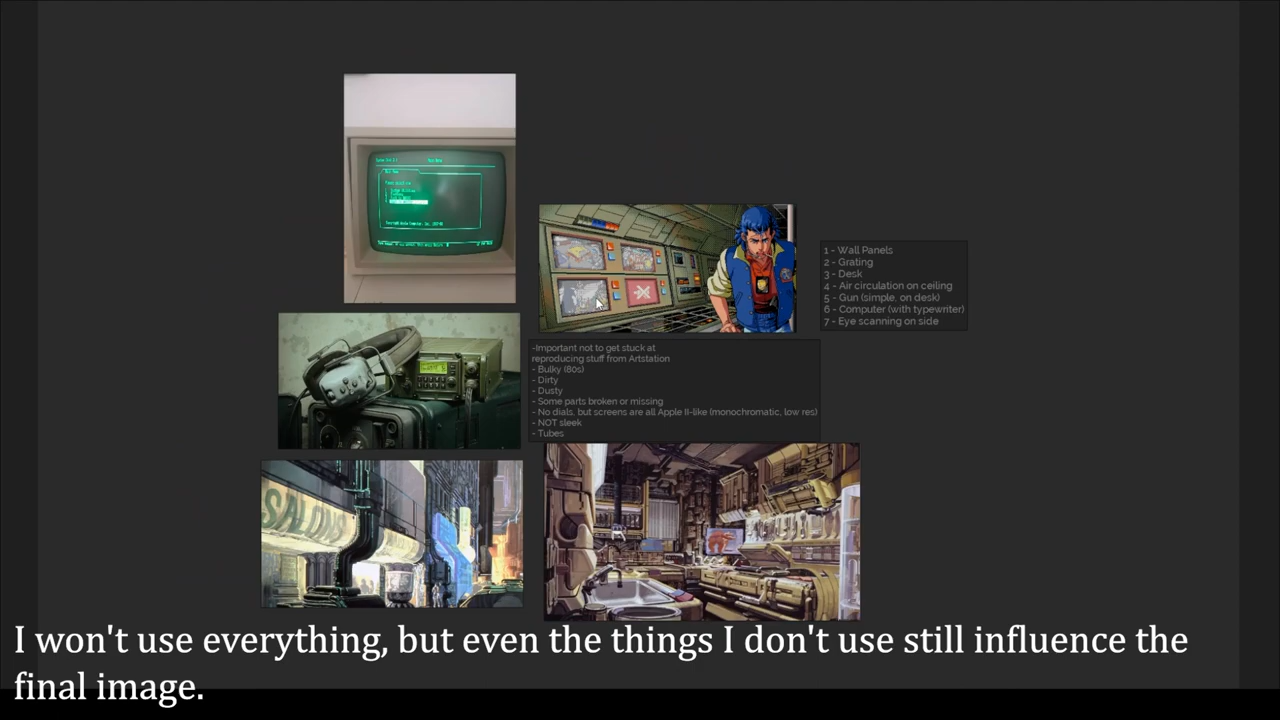 1 - Wall Panels
2 - Grating
3 - Desk
4 - Air circulation on ceiling
5 - Gun (simple, on desk)
6 - Computer (with typewriter)
7 - Eye scanning on side
-Important not to get stuck at
reproducing stuff from Artstation
- Bulky (80s)
- Dirty
- Dusty
- Some parts broken or missing
- No dials, but screens are all Apple II-like (monochromatic, low res)
- NOT sleek
- Tubes
SALONS
I won't use everything, but even the things I don't use still influence the
final image.